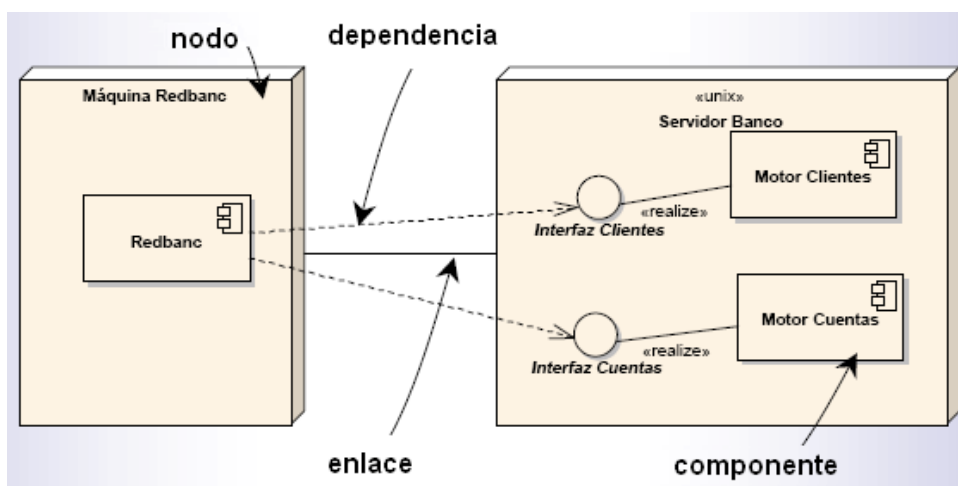 nodo
dependencia
Máquina Redbanc
«unix»
Servidor Banco
Motor Clientes
«realize»
Interfaz Clientes
Redbanc
Motor Cuentas
«realize»
Interfaz Cuentas
enlace
componente